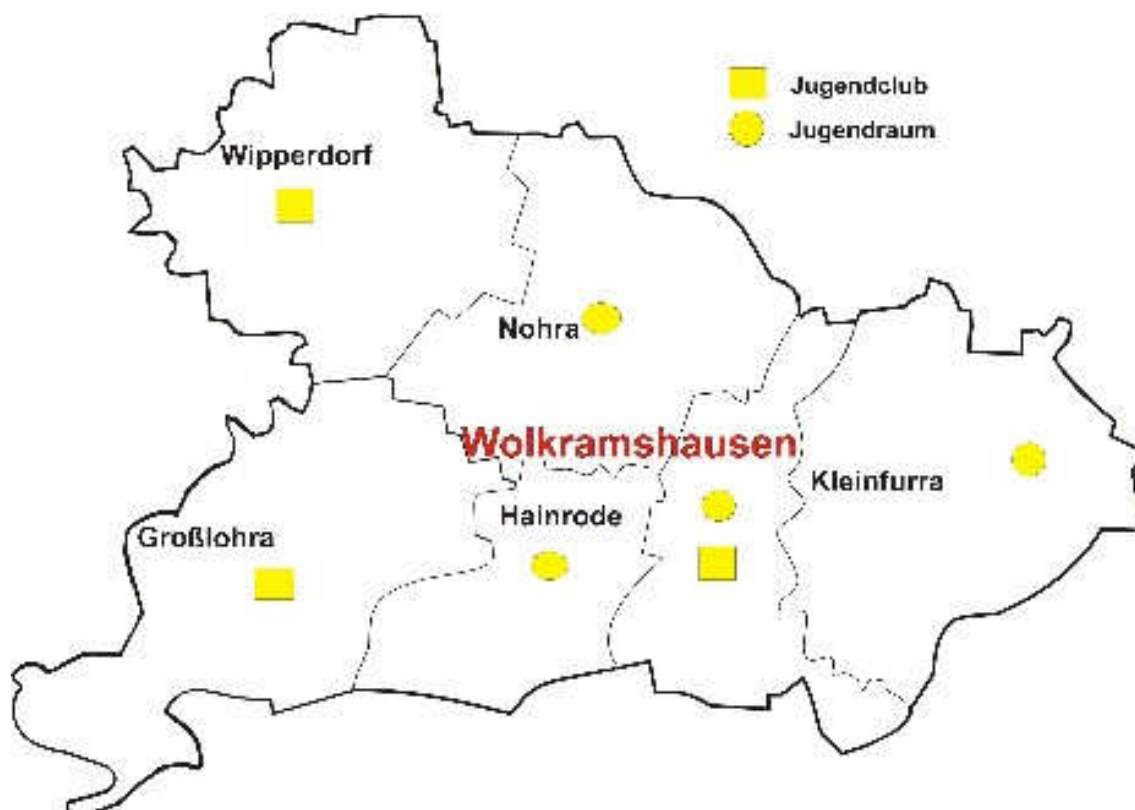 Jugendclub
Jugendraum
Wipperdorf
Nohra
Wolkramshausen
Kleinfurra
Hainrode
Großlohra